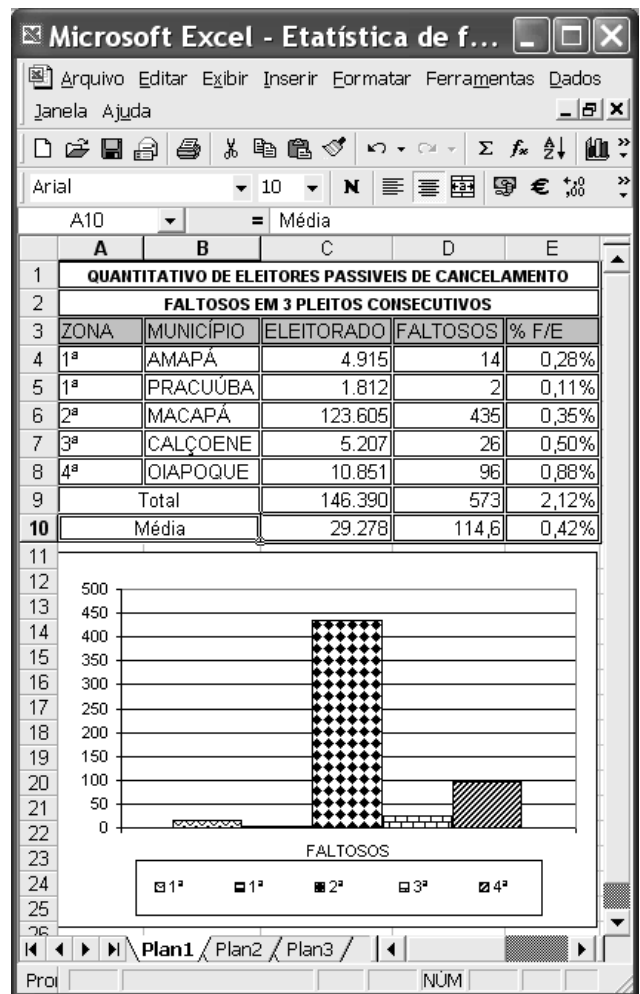 Microsoft Excel - Etatística de f...
Arquivo Editar Exibir Inserir Formatar Ferramentas Dados
Janela Ajuda
Arial 10 N
A10 = Média
A B C D E
1 QUANTITATIVO DE ELEITORES PASSIVEIS DE CANCELAMENTO
2 FALTOSOS EM 3 PLEITOS CONSECUTIVOS
3 ZONA MUNICÍPIO ELEITORADO FALTOSOS % F/E
4 1ª AMAPÁ 4.915 14 0,28%
5 1ª PRACUÚBA 1.812 2 0,11%
6 2ª MACAPÁ 123.605 435 0,35%
7 3ª CALÇOENE 5.207 26 0,50%
8 4ª OIAPOQUE 10.851 96 0,88%
9 Total 146.390 573 2,12%
10 Média 29.278 114,6 0,42%
11
12 500
13 450
14 400
15 350
16 300
17 250
18 200
19 150
20 100
21 50
22 0
23 FALTOSOS
24 1ª 1ª 2ª 3ª 4ª
25
26
Plan1 Plan2 Plan3
Pro NÚM